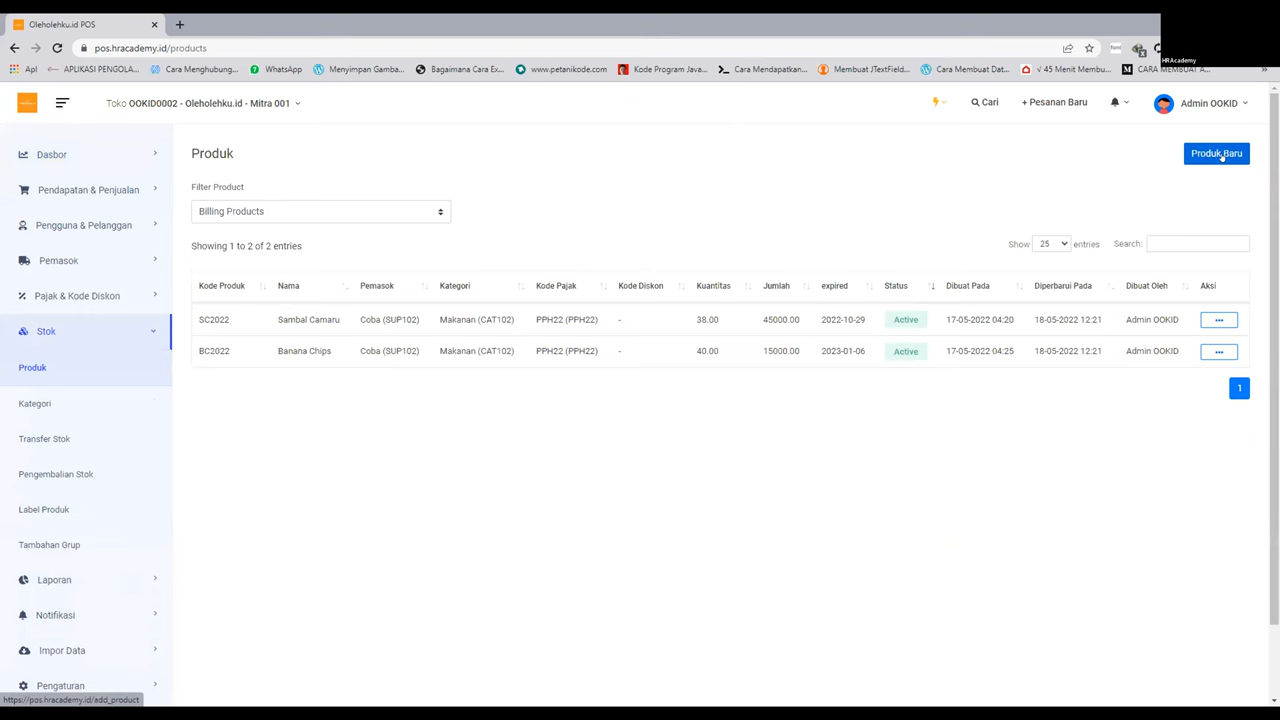 Oleholehku.id POS
pos.hracademy.id/products
HRAcademy
Apl
APLIKASI PENGOLA...
Cara Menghubung...
WhatsApp
Menyimpan Gamba...
Bagaimana Cara Ex...
www.petanikode.com
Kode Program Java...
Cara Mendapatkan...
Membuat JTextField...
Cara Membuat Dat...
√ 45 Menit Membu...
CARA MEMBUAT A...
Toko OOKID0002 - Oleholehku.id - Mitra 001
Cari
+ Pesanan Baru
Admin OOKID
Dasbor
Pendapatan & Penjualan
Pengguna & Pelanggan
Pemasok
Pajak & Kode Diskon
Stok
Produk
Kategori
Transfer Stok
Pengembalian Stok
Label Produk
Tambahan Grup
Laporan
Notifikasi
Impor Data
Pengaturan
https://pos.hracademy.id/add_product
Produk
Produk Baru
Filter Product
Billing Products
Showing 1 to 2 of 2 entries
Show 25 entries Search:
Kode Produk Nama Pemasok Kategori Kode Pajak Kode Diskon Kuantitas Jumlah expired Status Dibuat Pada Diperbarui Pada Dibuat Oleh Aksi
SC2022 Sambal Camaru Coba (SUP102) Makanan (CAT102) PPH22 (PPH22) - 38.00 45000.00 2022-10-29 Active 17-05-2022 04:20 18-05-2022 12:21 Admin OOKID ...
BC2022 Banana Chips Coba (SUP102) Makanan (CAT102) PPH22 (PPH22) - 40.00 15000.00 2023-01-06 Active 17-05-2022 04:25 18-05-2022 12:21 Admin OOKID ...
1